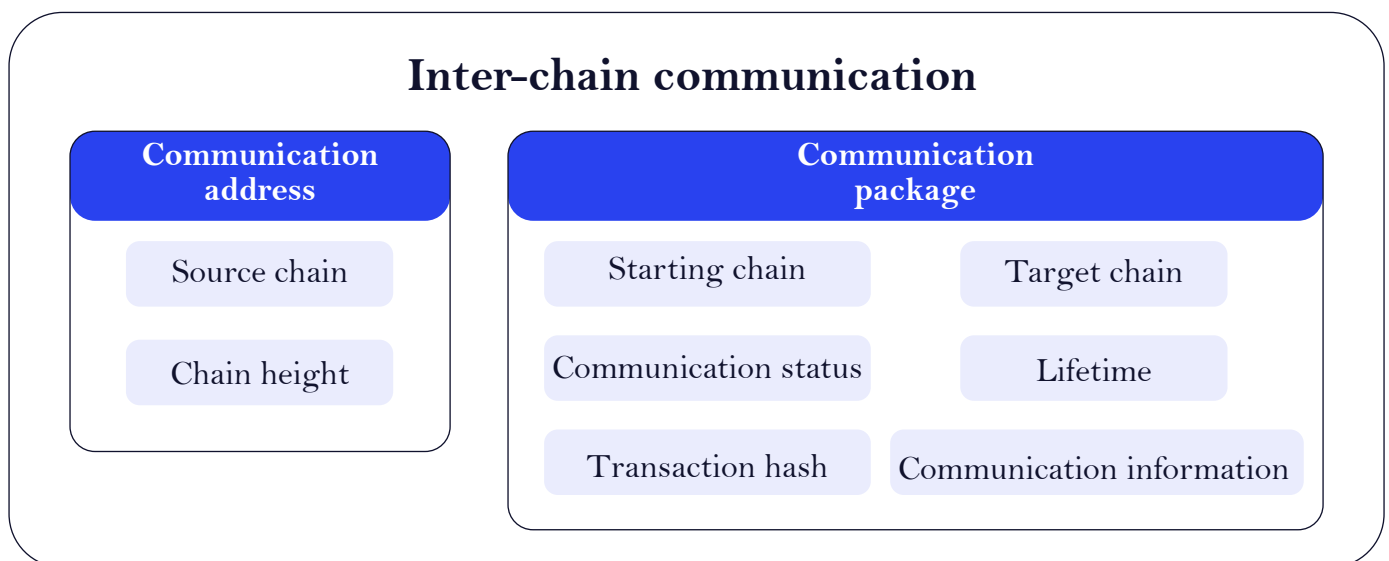 Inter-chain communication
Communication
address
Source chain
Chain height
Communication
package
Starting chain
Target chain
Communication status
Lifetime
Transaction hash
Communication information